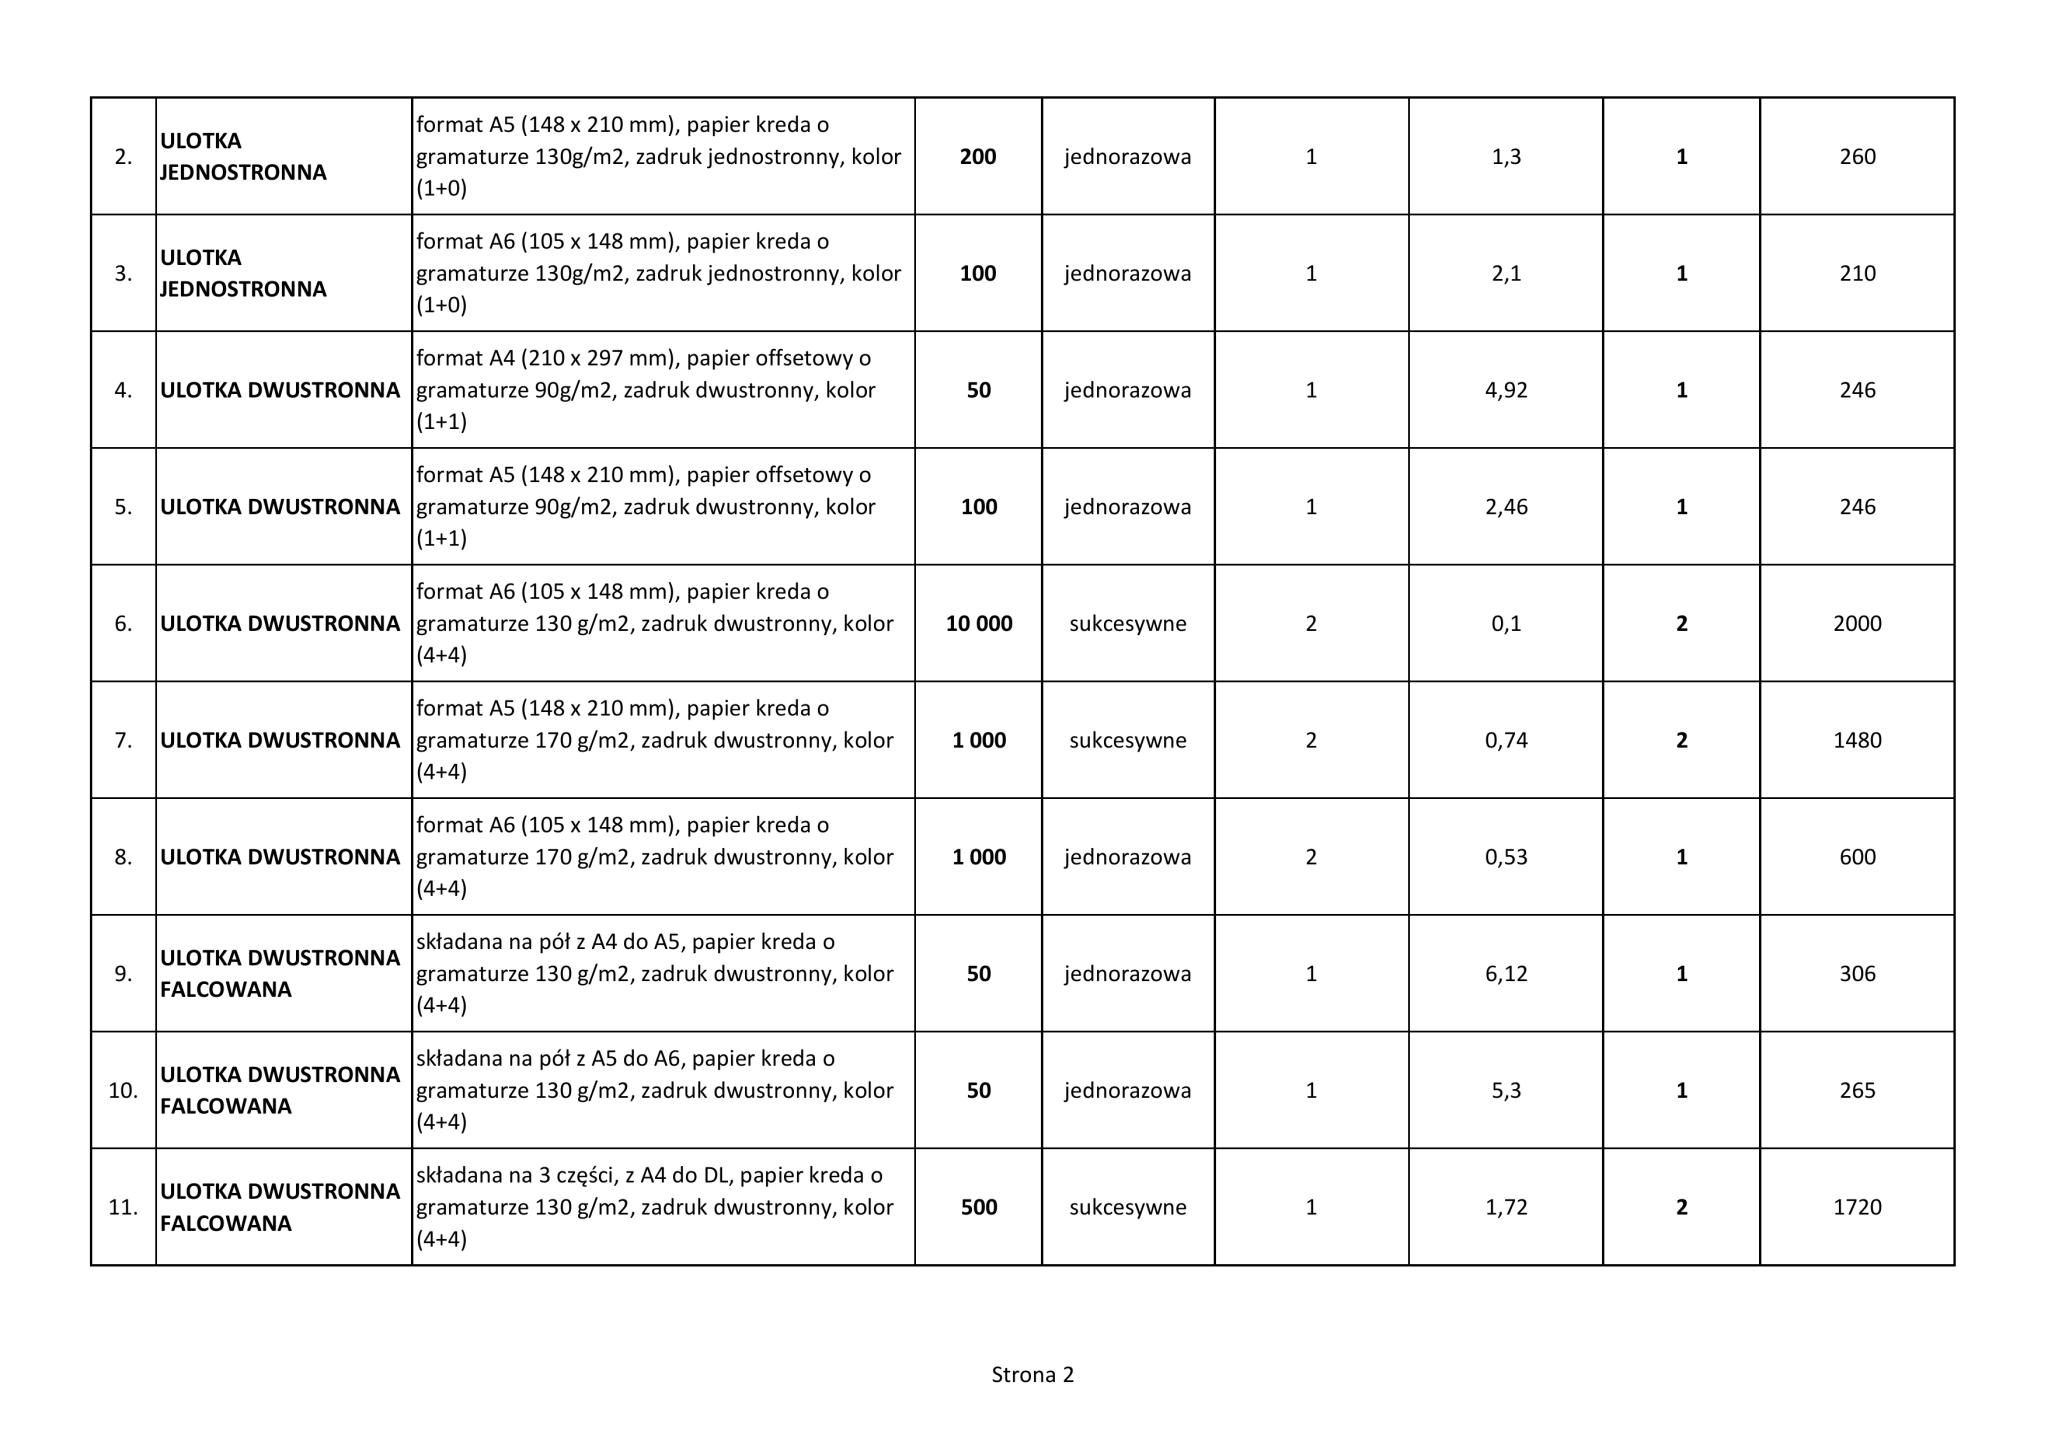 2.
ULOTKA
JEDNOSTRONNA
format A5 (148 x 210 mm), papier kreda o
gramaturze 130g/m2, zadruk jednostronny, kolor
(1+0)
200
jednorazowa
1
1,3
1
260
3.
ULOTKA
JEDNOSTRONNA
format A6 (105 x 148 mm), papier kreda o
gramaturze 130g/m2, zadruk jednostronny, kolor
(1+0)
100
jednorazowa
1
2,1
1
210
4.
ULOTKA DWUSTRONNA
format A4 (210 x 297 mm), papier offsetowy o
gramaturze 90g/m2, zadruk dwustronny, kolor
(1+1)
50
jednorazowa
1
4,92
1
246
5.
ULOTKA DWUSTRONNA
format A5 (148 x 210 mm), papier offsetowy o
gramaturze 90g/m2, zadruk dwustronny, kolor
(1+1)
100
jednorazowa
1
2,46
1
246
6.
ULOTKA DWUSTRONNA
format A6 (105 x 148 mm), papier kreda o
gramaturze 130 g/m2, zadruk dwustronny, kolor
(4+4)
10 000
sukcesywne
2
0,1
2
2000
7.
ULOTKA DWUSTRONNA
format A5 (148 x 210 mm), papier kreda o
gramaturze 170 g/m2, zadruk dwustronny, kolor
(4+4)
1 000
sukcesywne
2
0,74
2
1480
8.
ULOTKA DWUSTRONNA
format A6 (105 x 148 mm), papier kreda o
gramaturze 170 g/m2, zadruk dwustronny, kolor
(4+4)
1 000
jednorazowa
2
0,53
1
600
9.
ULOTKA DWUSTRONNA
FALCOWANA
składana na pół z A4 do A5, papier kreda o
gramaturze 130 g/m2, zadruk dwustronny, kolor
(4+4)
50
jednorazowa
1
6,12
1
306
10.
ULOTKA DWUSTRONNA
FALCOWANA
składana na pół z A5 do A6, papier kreda o
gramaturze 130 g/m2, zadruk dwustronny, kolor
(4+4)
50
jednorazowa
1
5,3
1
265
11.
ULOTKA DWUSTRONNA
FALCOWANA
składana na 3 części, z A4 do DL, papier kreda o
gramaturze 130 g/m2, zadruk dwustronny, kolor
(4+4)
500
sukcesywne
1
1,72
2
1720
Strona 2